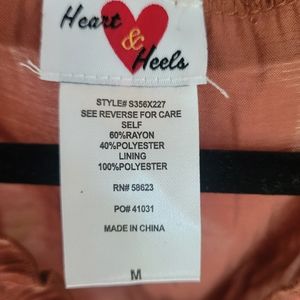 Heart
&
Heels
STYLE# S356X227
SEE REVERSE FOR CARE
SELF
60%RAYON
40%POLYESTER
LINING
100%POLYESTER
RN# 58623
PO# 41031
MADE IN CHINA
M